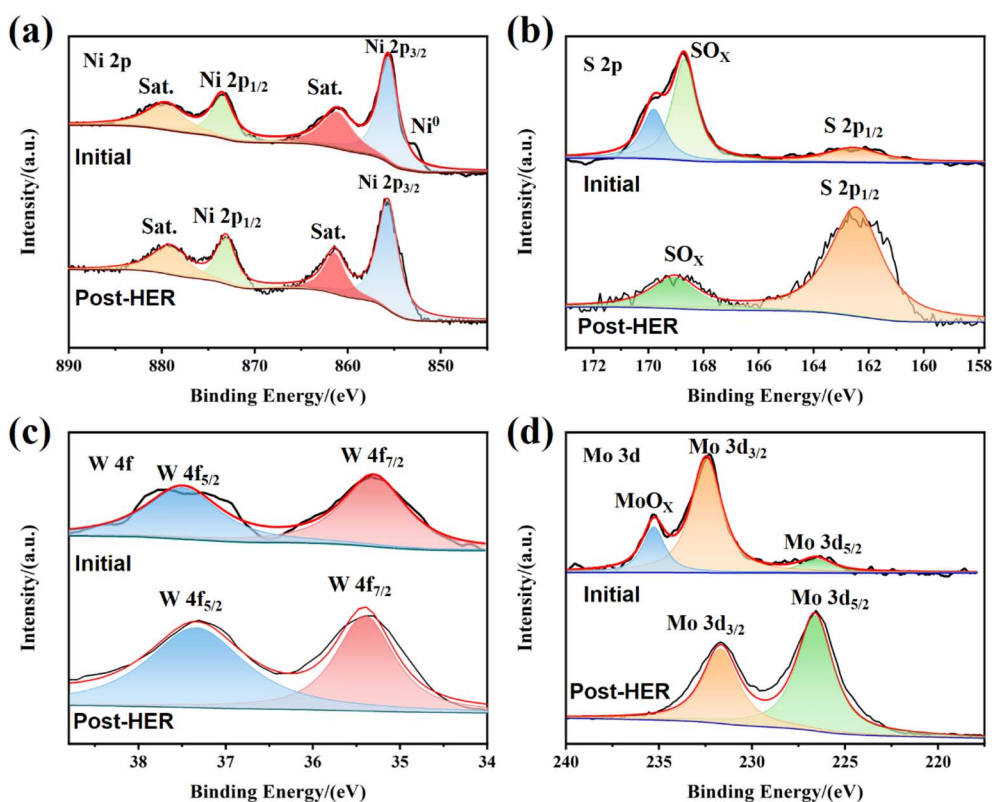 (a)
Ni 2p
Ni 2p3/2
Ni 2p1/2
Sat.
Sat.
Ni0
Initial
Ni 2p3/2
Ni 2p1/2
Sat.
Sat.
Post-HER
Intensity/(a.u.)
890 880 870 860 850
Binding Energy/(eV)
(b)
S 2p
SOX
S 2p1/2
Initial
S 2p1/2
SOX
Post-HER
Intensity/(a.u.)
172 170 168 166 164 162 160 158
Binding Energy/(eV)
(c)
W 4f
W 4f5/2
W 4f7/2
Initial
W 4f5/2
W 4f7/2
Post-HER
Intensity/(a.u.)
38 37 36 35 34
Binding Energy/(eV)
(d)
Mo 3d
Mo 3d3/2
MoOX
Mo 3d5/2
Initial
Mo 3d3/2
Mo 3d5/2
Post-HER
Intensity/(a.u.)
240 235 230 225 220
Binding Energy/(eV)